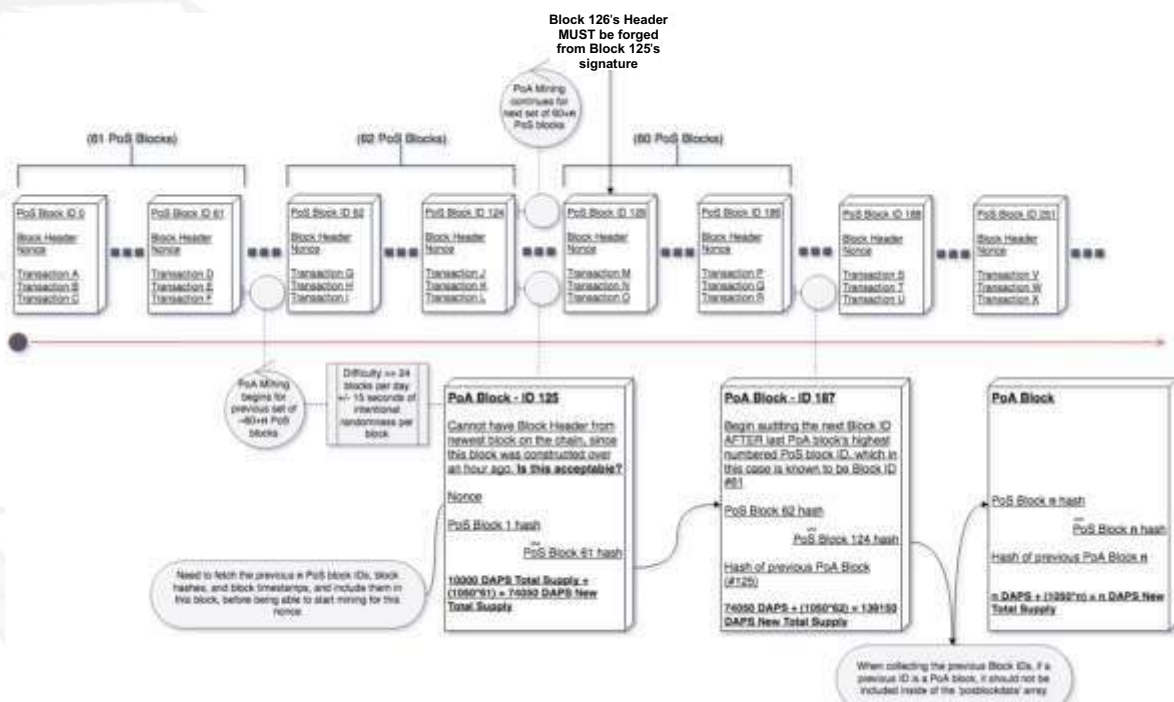 Block 126's Header
MUST be forged
from Block 125's
signature
PoA Mining
continues for
next set of 60+n
PoS blocks
(61 PoS Blocks)
(62 PoS Blocks)
(60 PoS Blocks)
PoS Block ID 0
Block Header
Nonce
Transaction A
Transaction B
Transaction C
PoS Block ID 61
Block Header
Nonce
Transaction D
Transaction E
Transaction F
PoS Block ID 62
Block Header
Nonce
Transaction G
Transaction H
Transaction I
PoS Block ID 124
Block Header
Nonce
Transaction J
Transaction K
Transaction L
PoS Block ID
Block Header
Nonce
Transaction M
Transaction N
Transaction O
PoS Block ID 186
Block Header
Nonce
Transaction P
Transaction Q
Transaction R
PoS Block ID 188
Block Header
Nonce
Transaction S
Transaction T
Transaction U
PoS Block ID 251
Block Header
Nonce
Transaction V
Transaction W
Transaction X
PoA Mining
begins for
previous set of
~60+n PoS
blocks
Difficulty == 24
blocks per day
+/- 15 seconds of
intentional
randomness per
block
PoA Block - ID 125
Cannot have Block Header from
newest block on the chain, since
this block was constructed over
an hour ago. Is this acceptable?
Nonce
PoS Block 1 hash
~
PoS Block 61 hash
10000 DAPS Total Supply +
(1050*61) = 74050 DAPS New
Total Supply
PoA Block - ID 187
Begin auditing the next Block ID
AFTER last PoA block's highest
numbered PoS block ID, which in
this case is known to be Block ID
#61
PoS Block 62 hash
~
PoS Block 124 hash
Hash of previous PoA Block
(#125)
74050 DAPS + (1050*62) = 139150
DAPS New Total Supply
PoA Block
PoS Block n hash
~
PoS Block n hash
Hash of previous PoA Block n
n DAPS + (1050*n) = n DAPS New
Total Supply
Need to fetch the previous n PoS block IDs, block
hashes, and block timestamps, and include them in
this block, before being able to start mining for this
nonce
When collecting the previous Block IDs, if a
previous ID is a PoA block, it should not be
included inside of the 'posblockdata' array